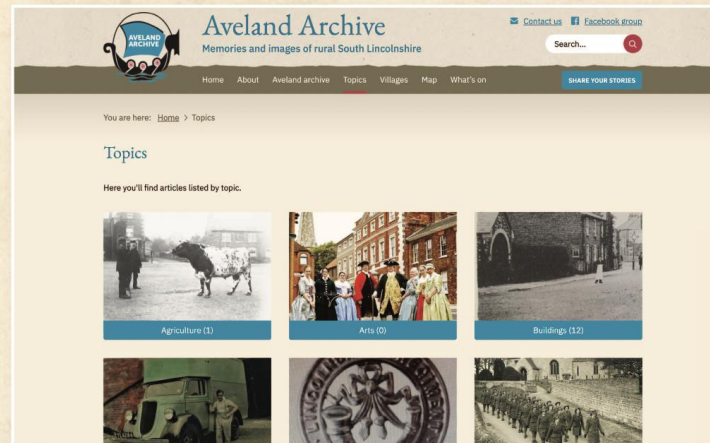 AVELAND
ARCHIVE
Aveland Archive
Memories and images of rural South Lincolnshire
Contact us
Facebook group
Search...
Home
About
Aveland archive
Topics
Villages
Map
What's on
SHARE YOUR STORIES
You are here: Home > Topics
Topics
Here you'll find articles listed by topic.
Agriculture (1)
Arts (0)
Buildings (12)